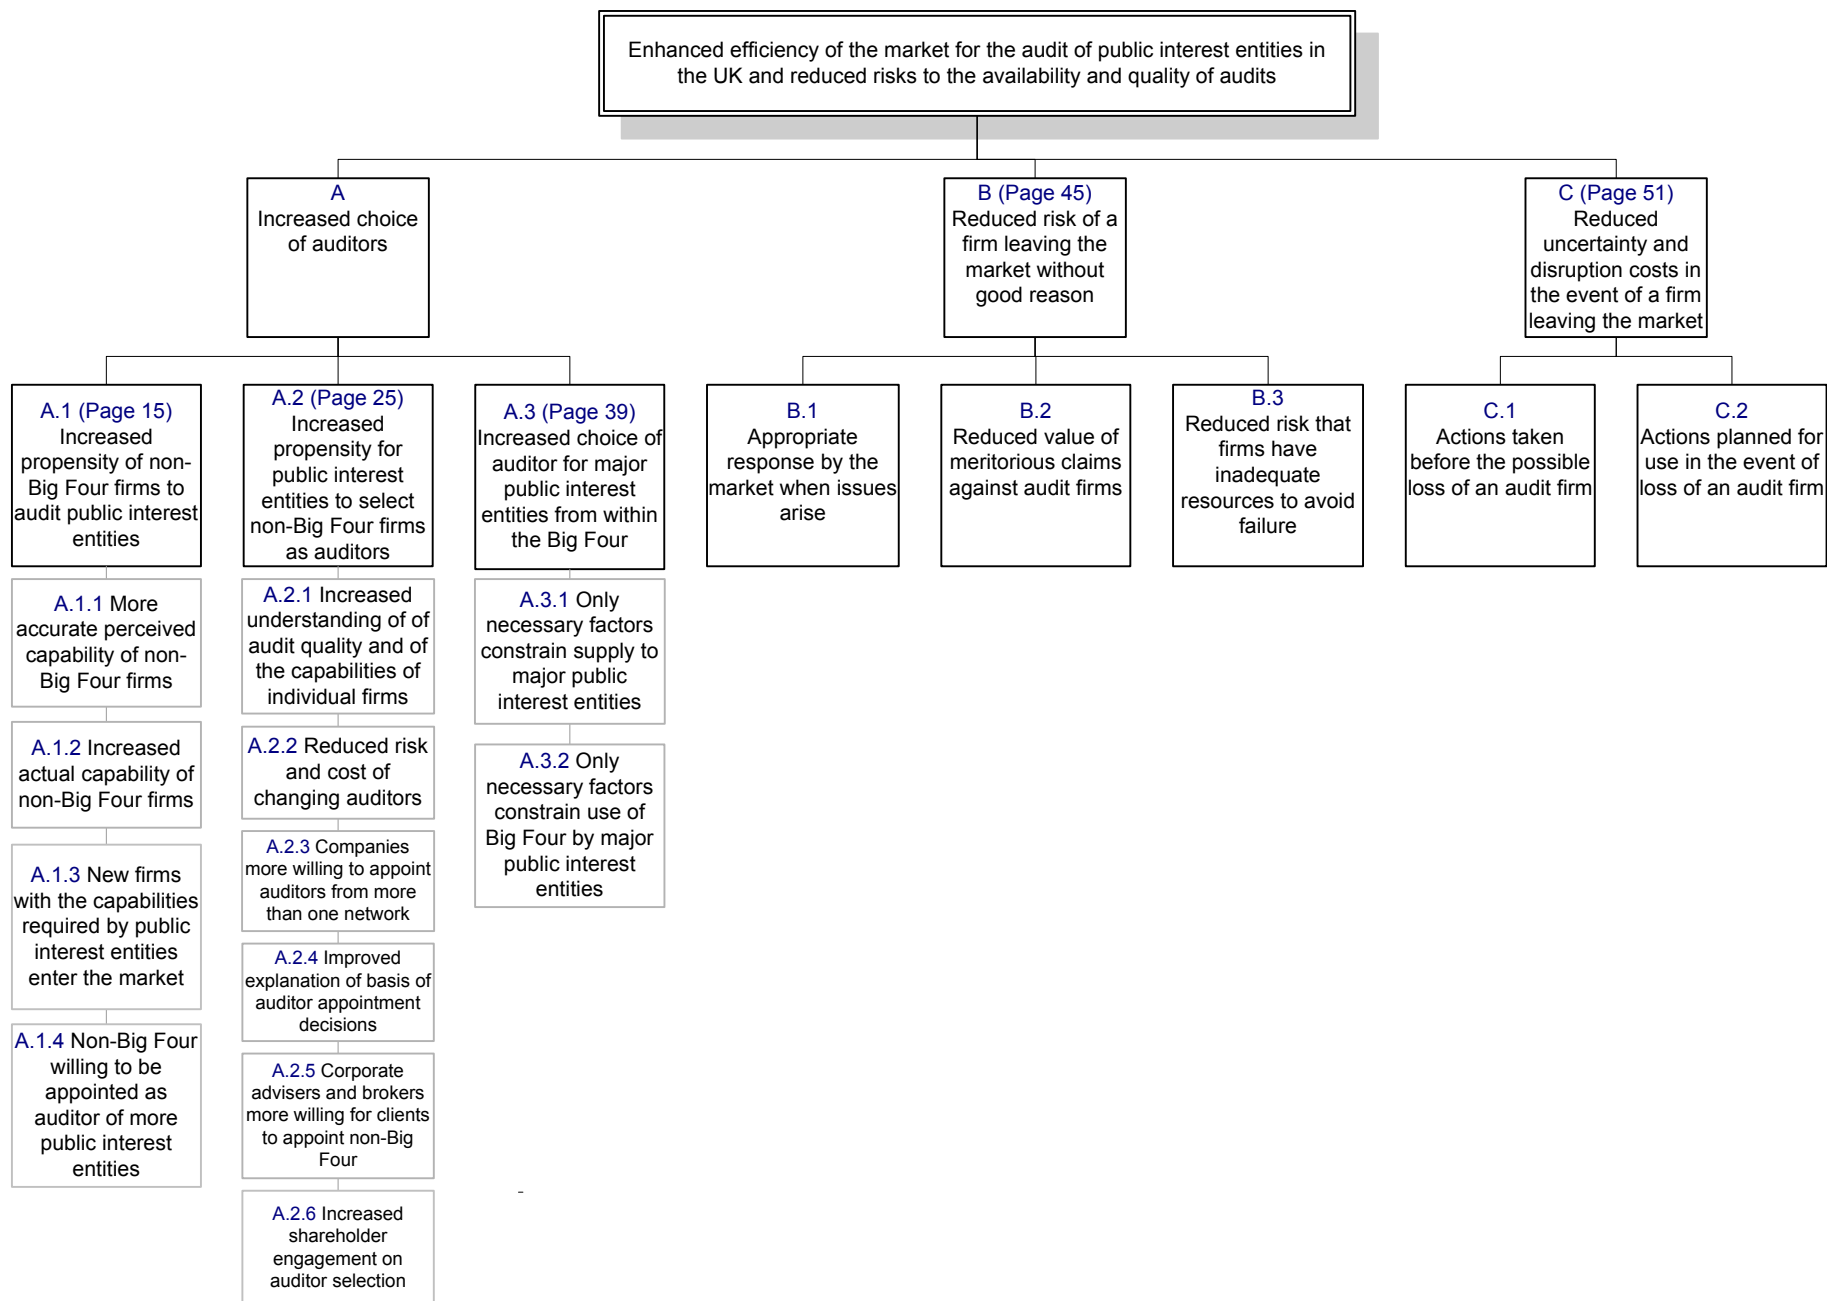 Enhanced efficiency of the market for the audit of public interest entities in
the UK and reduced risks to the availability and quality of audits
A
Increased choice
of auditors
B (Page 45)
Reduced risk of a
firm leaving the
market without
good reason
C (Page 51)
Reduced
uncertainty and
disruption costs in
the event of a firm
leaving the market
A.1 (Page 15)
Increased
propensity of non-
Big Four firms to
audit public interest
entities
A.2 (Page 25)
Increased
propensity for
public interest
entities to select
non-Big Four firms
as auditors
A.3 (Page 39)
Increased choice of
auditor for major
public interest
entities from within
the Big Four
B.1
Appropriate
response by the
market when issues
arise
B.2
Reduced value of
meritorious claims
against audit firms
B.3
Reduced risk that
firms have
inadequate
resources to avoid
failure
C.1
Actions taken
before the possible
loss of an audit firm
C.2
Actions planned for
use in the event of
loss of an audit firm
A.1.1 More
accurate perceived
capability of non-
Big Four firms
A.1.2 Increased
actual capability of
non-Big Four firms
A.1.3 New firms
with the capabilities
required by public
interest entities
enter the market
A.1.4 Non-Big Four
willing to be
appointed as
auditor of more
public interest
entities
A.2.1 Increased
understanding of of
audit quality and of
the capabilities of
individual firms
A.2.2 Reduced risk
and cost of
changing auditors
A.2.3 Companies
more willing to appoint
auditors from more
than one network
A.2.4 Improved
explanation of basis of
auditor appointment
decisions
A.2.5 Corporate
advisers and brokers
more willing for clients
to appoint non-Big
Four
A.2.6 Increased
shareholder
engagement on
auditor selection
A.3.1 Only
necessary factors
constrain supply to
major public
interest entities
A.3.2 Only
necessary factors
constrain use of
Big Four by major
public interest
entities
-